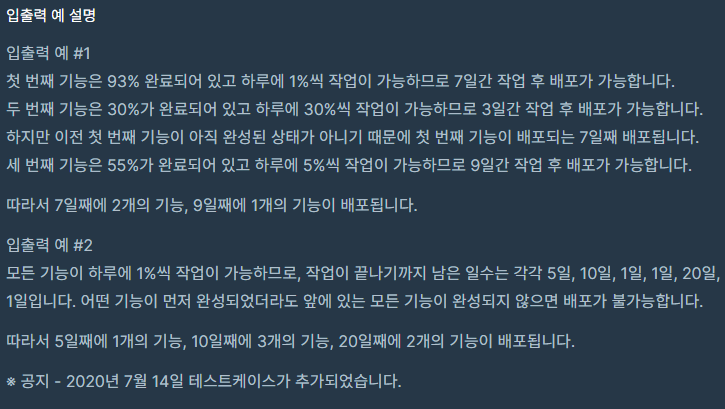 입출력 예 설명
입출력 예 #1
첫 번째 기능은 93% 완료되어 있고 하루에 1%씩 작업이 가능하므로 7일간 작업 후 배포가 가능합니다.
두 번째 기능은 30%가 완료되어 있고 하루에 30%씩 작업이 가능하므로 3일간 작업 후 배포가 가능합니다.
하지만 이전 첫 번째 기능이 아직 완성된 상태가 아니기 때문에 첫 번째 기능이 배포되는 7일째 배포됩니다.
세 번째 기능은 55%가 완료되어 있고 하루에 5%씩 작업이 가능하므로 9일간 작업 후 배포가 가능합니다.
따라서 7일째에 2개의 기능, 9일째에 1개의 기능이 배포됩니다.
입출력 예 #2
모든 기능이 하루에 1%씩 작업이 가능하므로, 작업이 끝나기까지 남은 일수는 각각 5일, 10일, 1일, 1일, 20일,
1일입니다. 어떤 기능이 먼저 완성되었더라도 앞에 있는 모든 기능이 완성되지 않으면 배포가 불가능합니다.
따라서 5일째에 1개의 기능, 10일째에 3개의 기능, 20일째에 2개의 기능이 배포됩니다.
※ 공지 - 2020년 7월 14일 테스트케이스가 추가되었습니다.